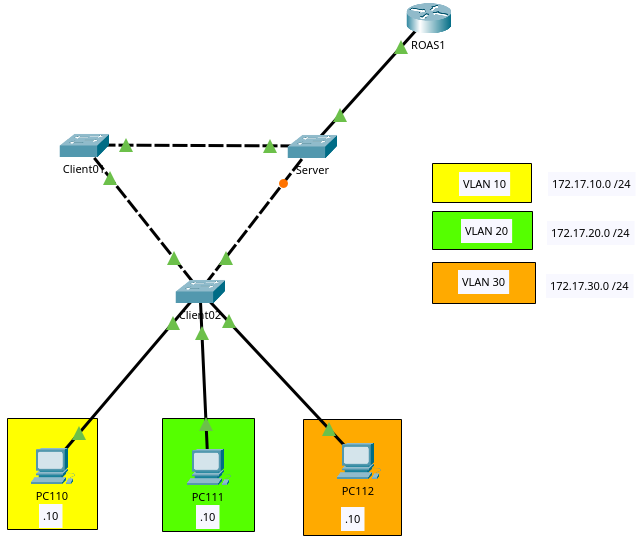 ROAS1
Client01
Server
VLAN 10
172.17.10.0 /24
VLAN 20
172.17.20.0 /24
VLAN 30
172.17.30.0 /24
Client02
PC110
.10
PC111
.10
PC112
.10